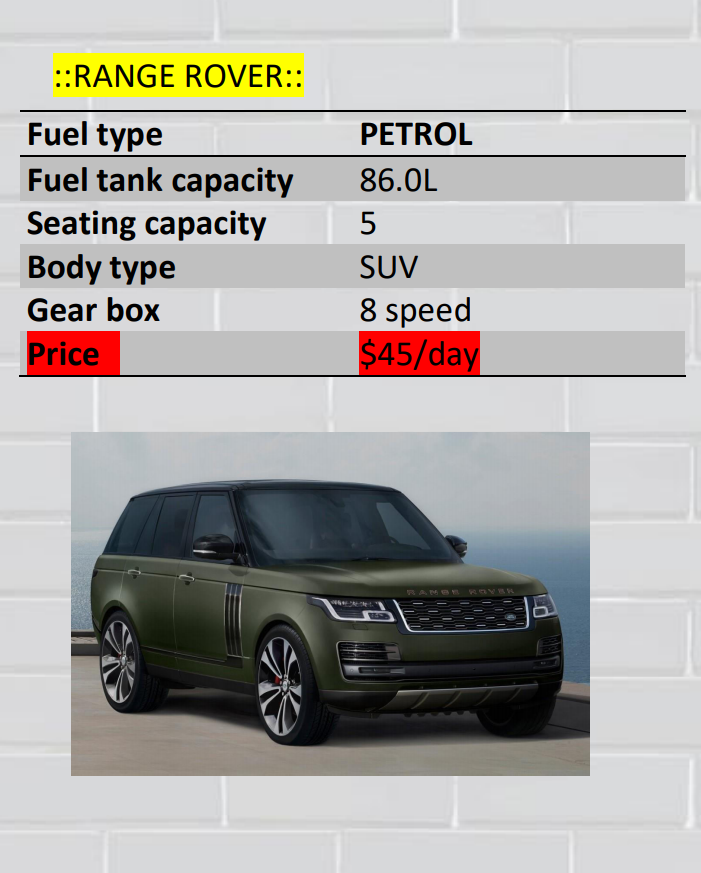 ::RANGE ROVER::
Fuel type PETROL
Fuel tank capacity 86.0L
Seating capacity 5
Body type SUV
Gear box 8 speed
Price $45/day
RANGE ROVER